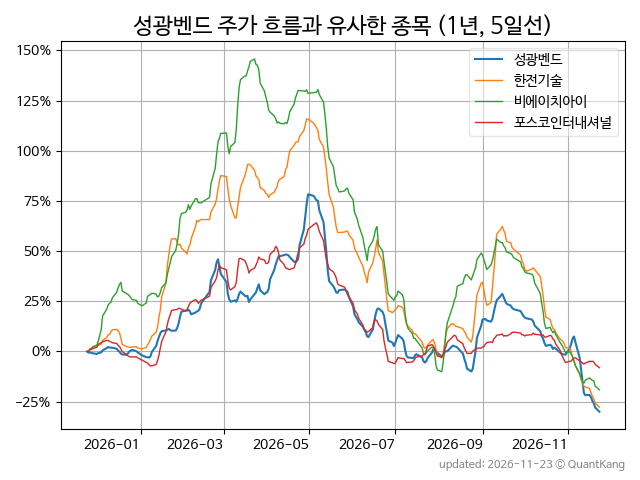 성광벤드 주가 흐름과 유사한 종목 (1년, 5일선)
성광벤드
한전기술
비에이치아이
포스코인터내셔널
150%
125%
100%
75%
50%
25%
0%
−25%
2026−01
2026−03
2026−05
2026−07
2026−09
2026−11
updated: 2026−11−23 © QuantKang